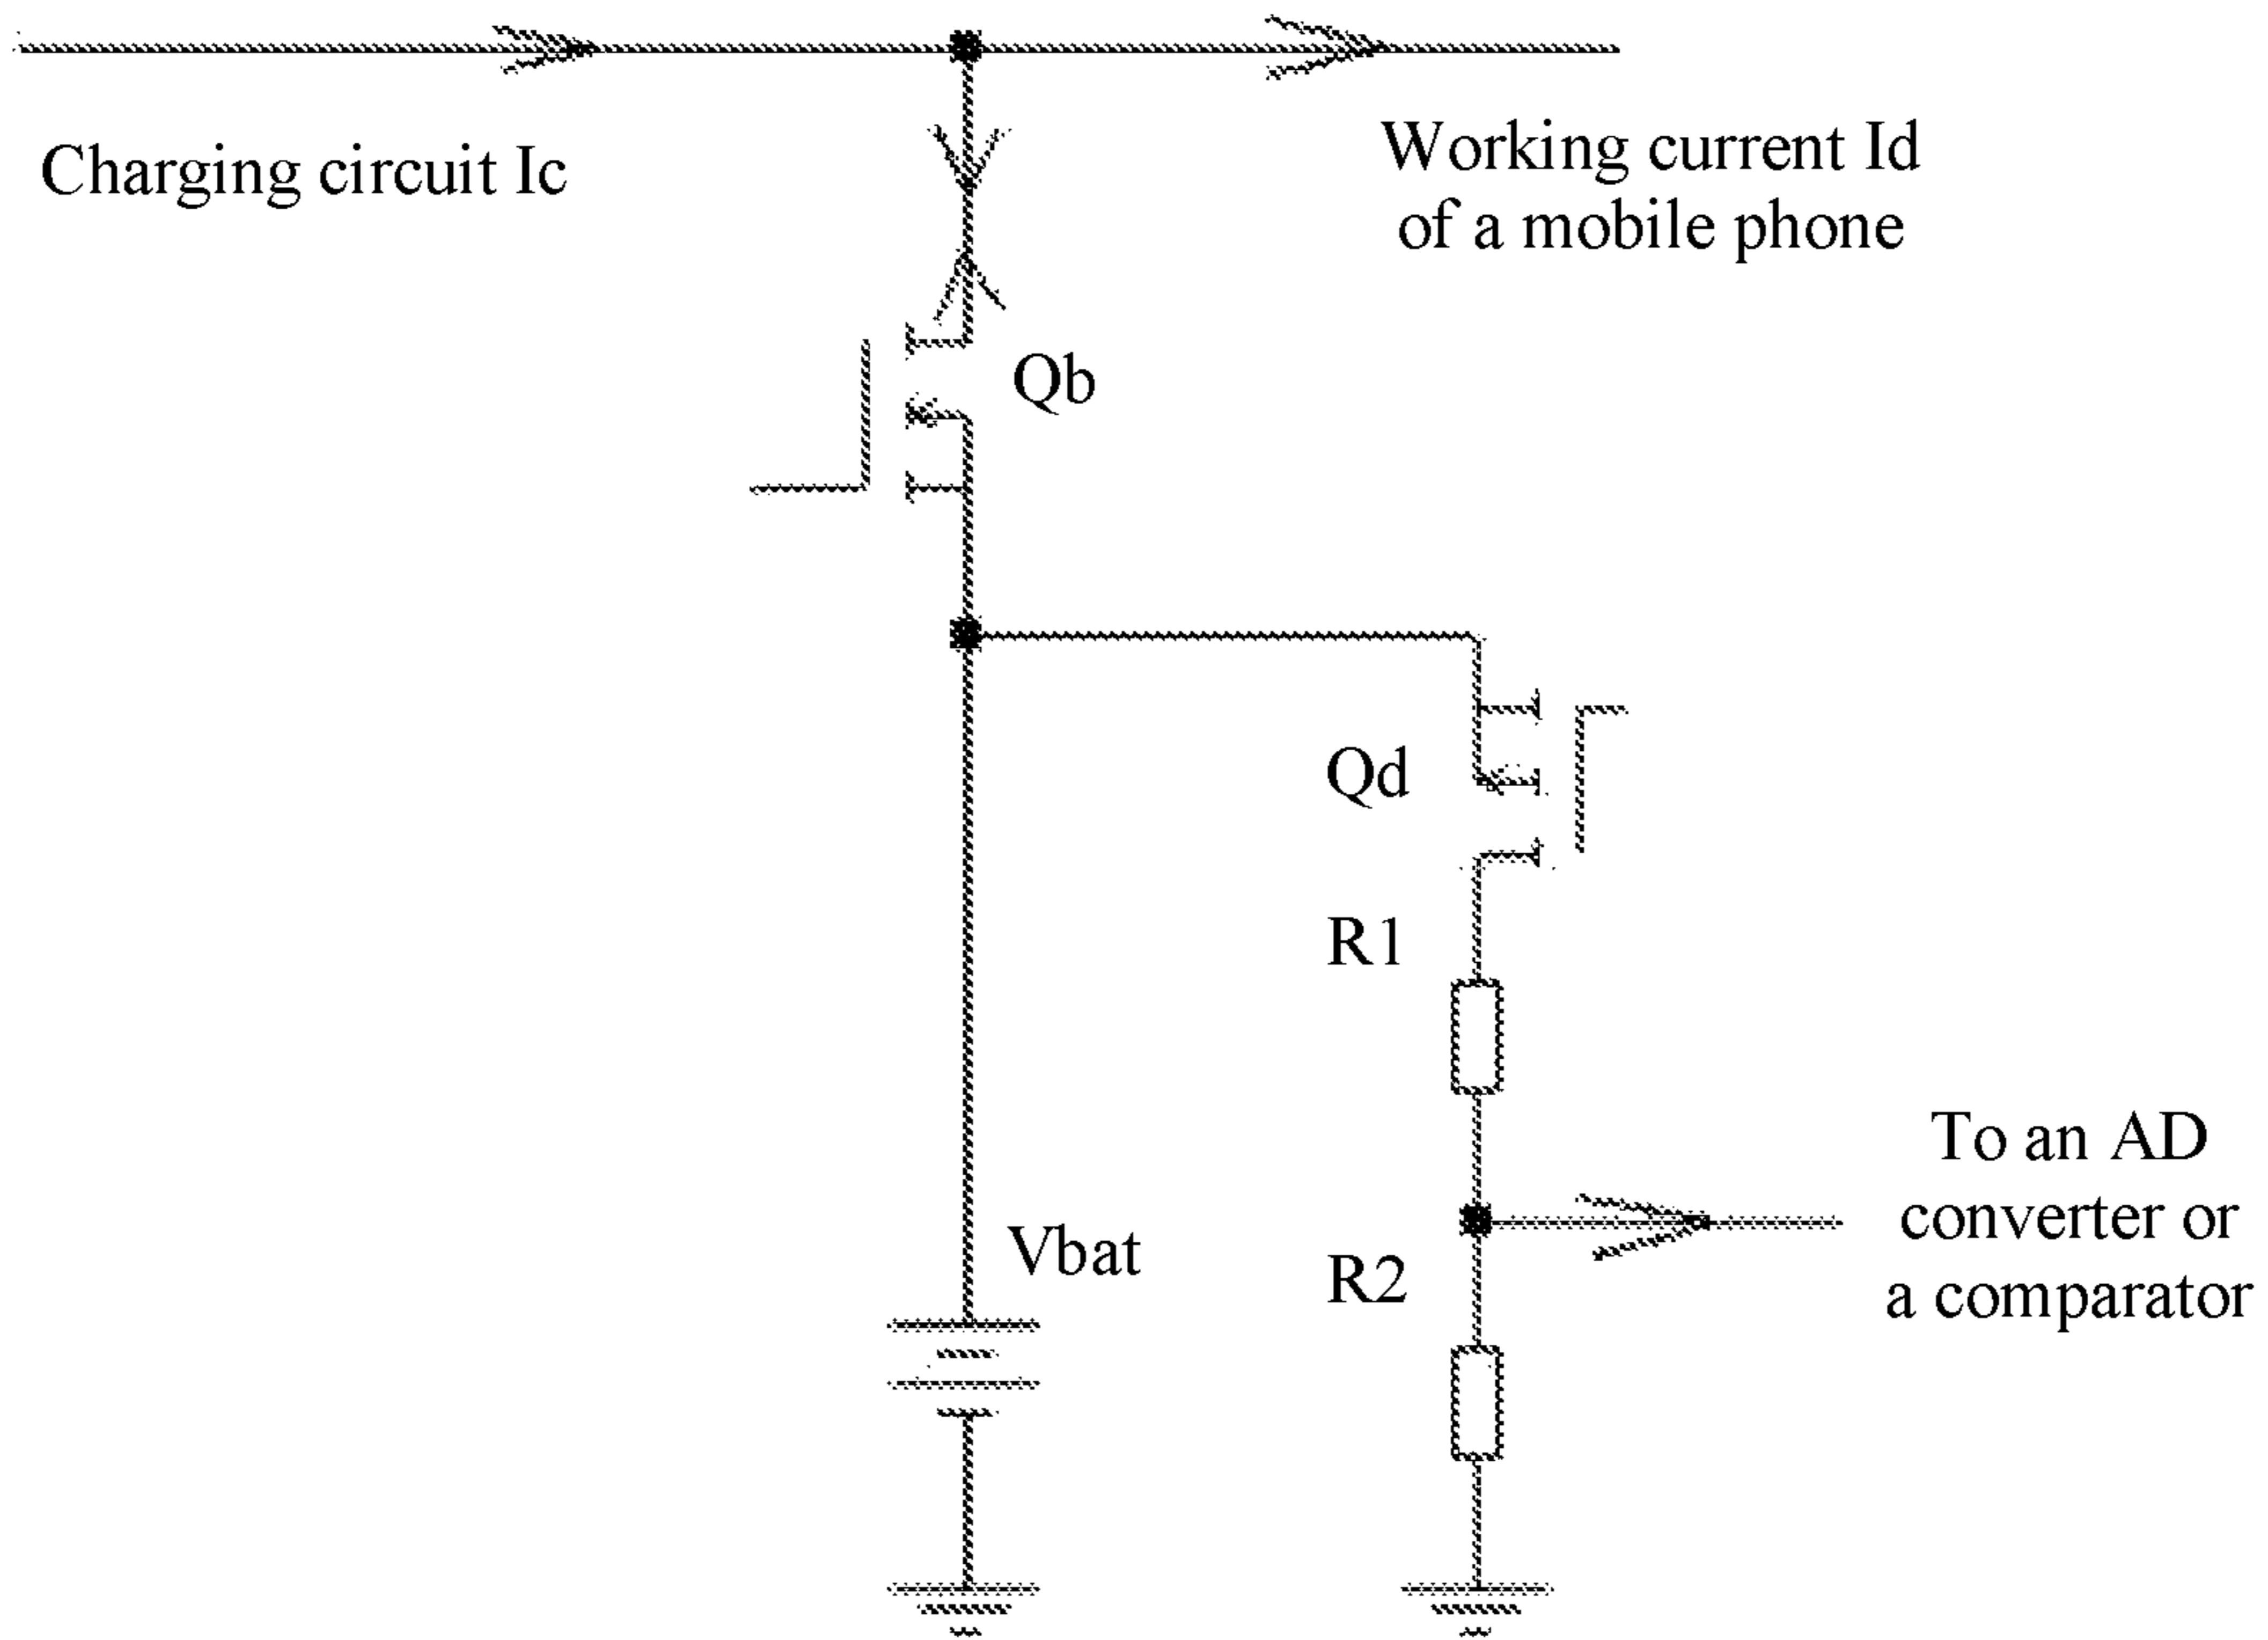 Charging circuit Ic
Working current Id
of a mobile phone
Qb
Qd
R1
To an AD
converter or
a comparator
Vbat
R2